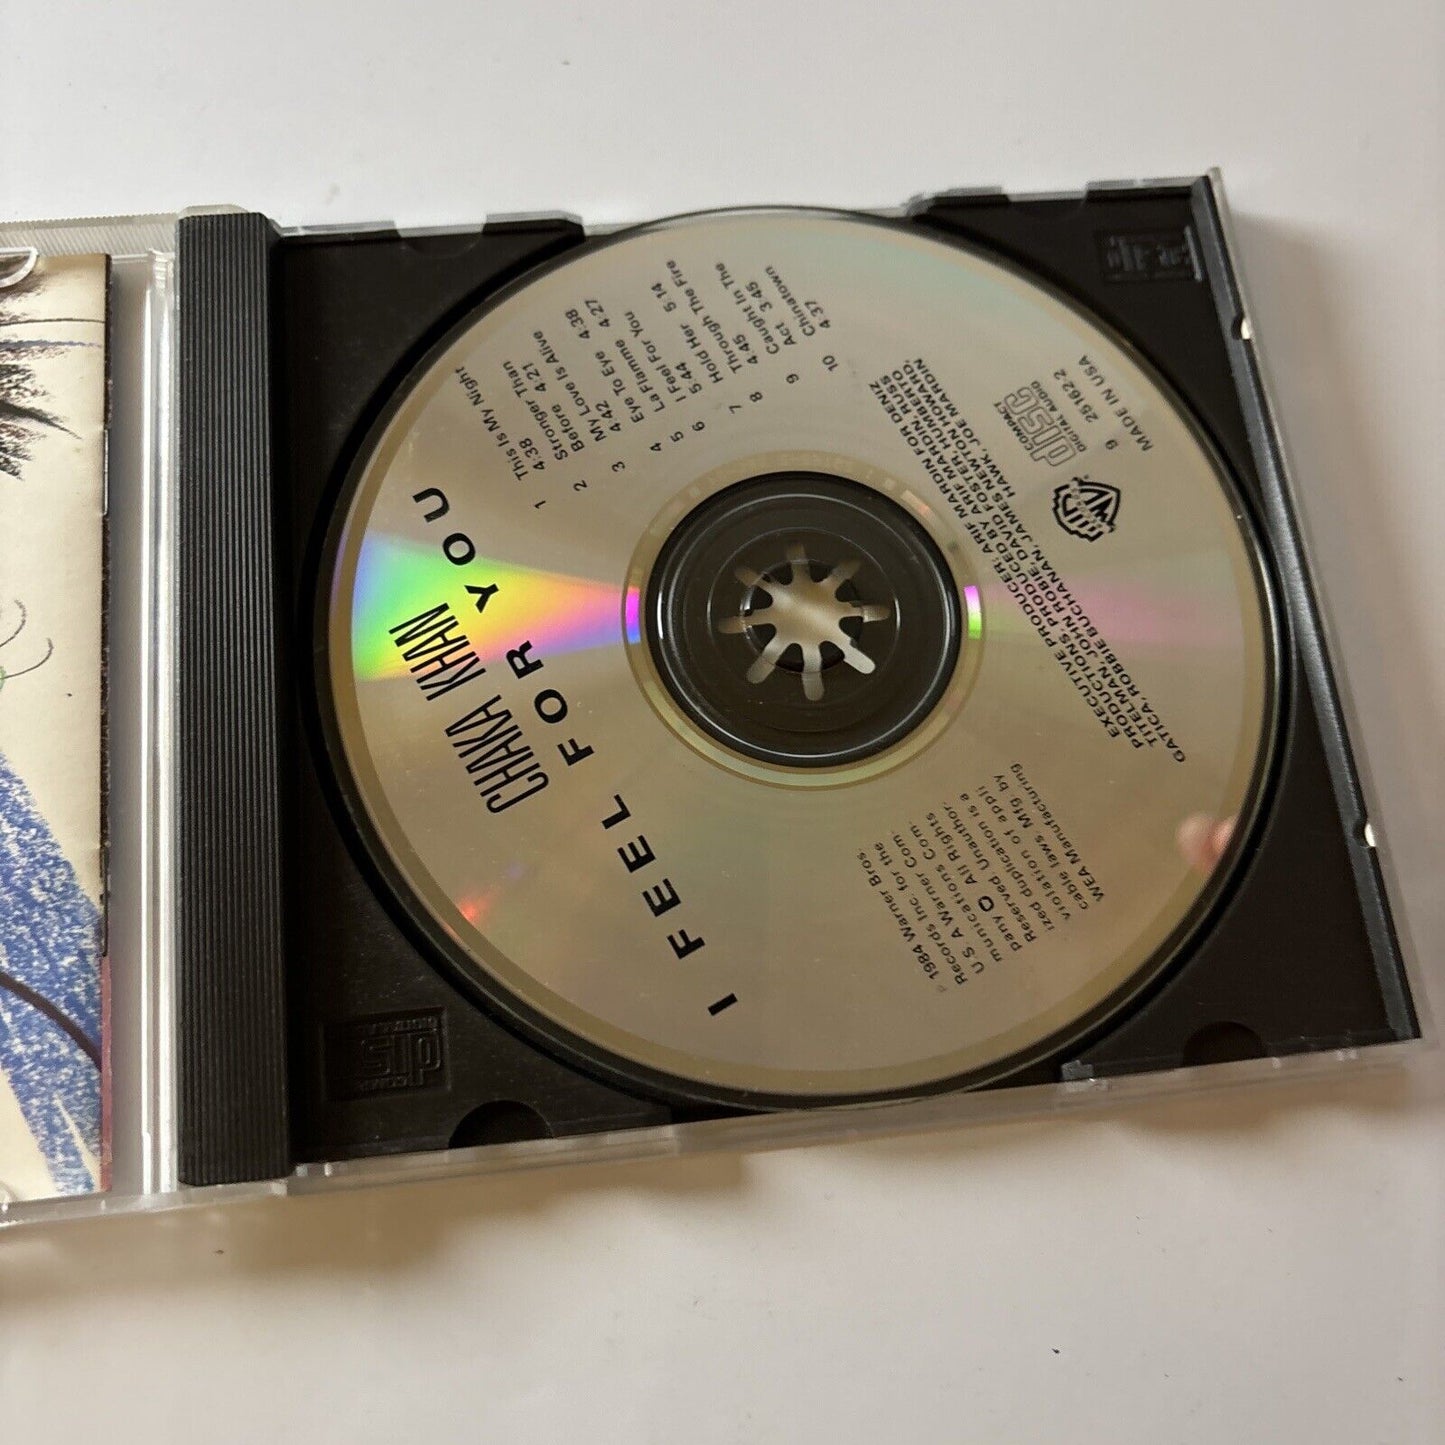 CHAKA KHAN
I FEEL FOR YOU
1 This Is My Night
4:38
2 Stronger Than
Before 4:21
3 My Love Is Alive
4:42
4 Eye To Eye 4:38
5 La Flamme 4:27
6 I Feel For You
5:44
7 Hold Her 5:14
8 Through The Fire
4:45
9 Caught In The
Act 3:45
10 Chinatown
4:37
EXECUTIVE PRODUCER: ARIF MARDIN FOR DENIZ
PRODUCTIONS. PRODUCED BY ARIF MARDIN, RUSS
TITELMAN, JOHN ROBBIE, DAVID FOSTER, HUMBERTO
GATICA, ROBBIE BUCHANAN, JAMES NEWTON HOWARD,
HAWK, JOE MARDIN
COMPACT
disc
DIGITAL AUDIO
9 25162-2
MADE IN USA
℗ 1984 Warner Bros.
Records Inc. for the
U S A Warner Com-
munications Com-
pany All Rights
Reserved Unauthor-
ized duplication is a
violation of appli-
cable laws. Mfg. by
WEA Manufacturing
COMPACT
disc